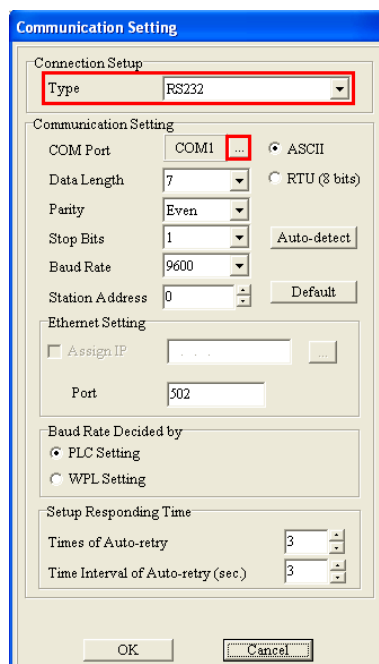 Communication Setting
Connection Setup
Type RS232
Communication Setting
COM Port COM1 ... ASCII
Data Length 7 RTU (8 bits)
Parity Even
Stop Bits 1 Auto-detect
Baud Rate 9600
Station Address 0 Default
Ethernet Setting
Assign IP . . . ...
Port 502
Baud Rate Decided by
PLC Setting
WPL Setting
Setup Responding Time
Times of Auto-retry 3
Time Interval of Auto-retry (sec.) 3
OK Cancel